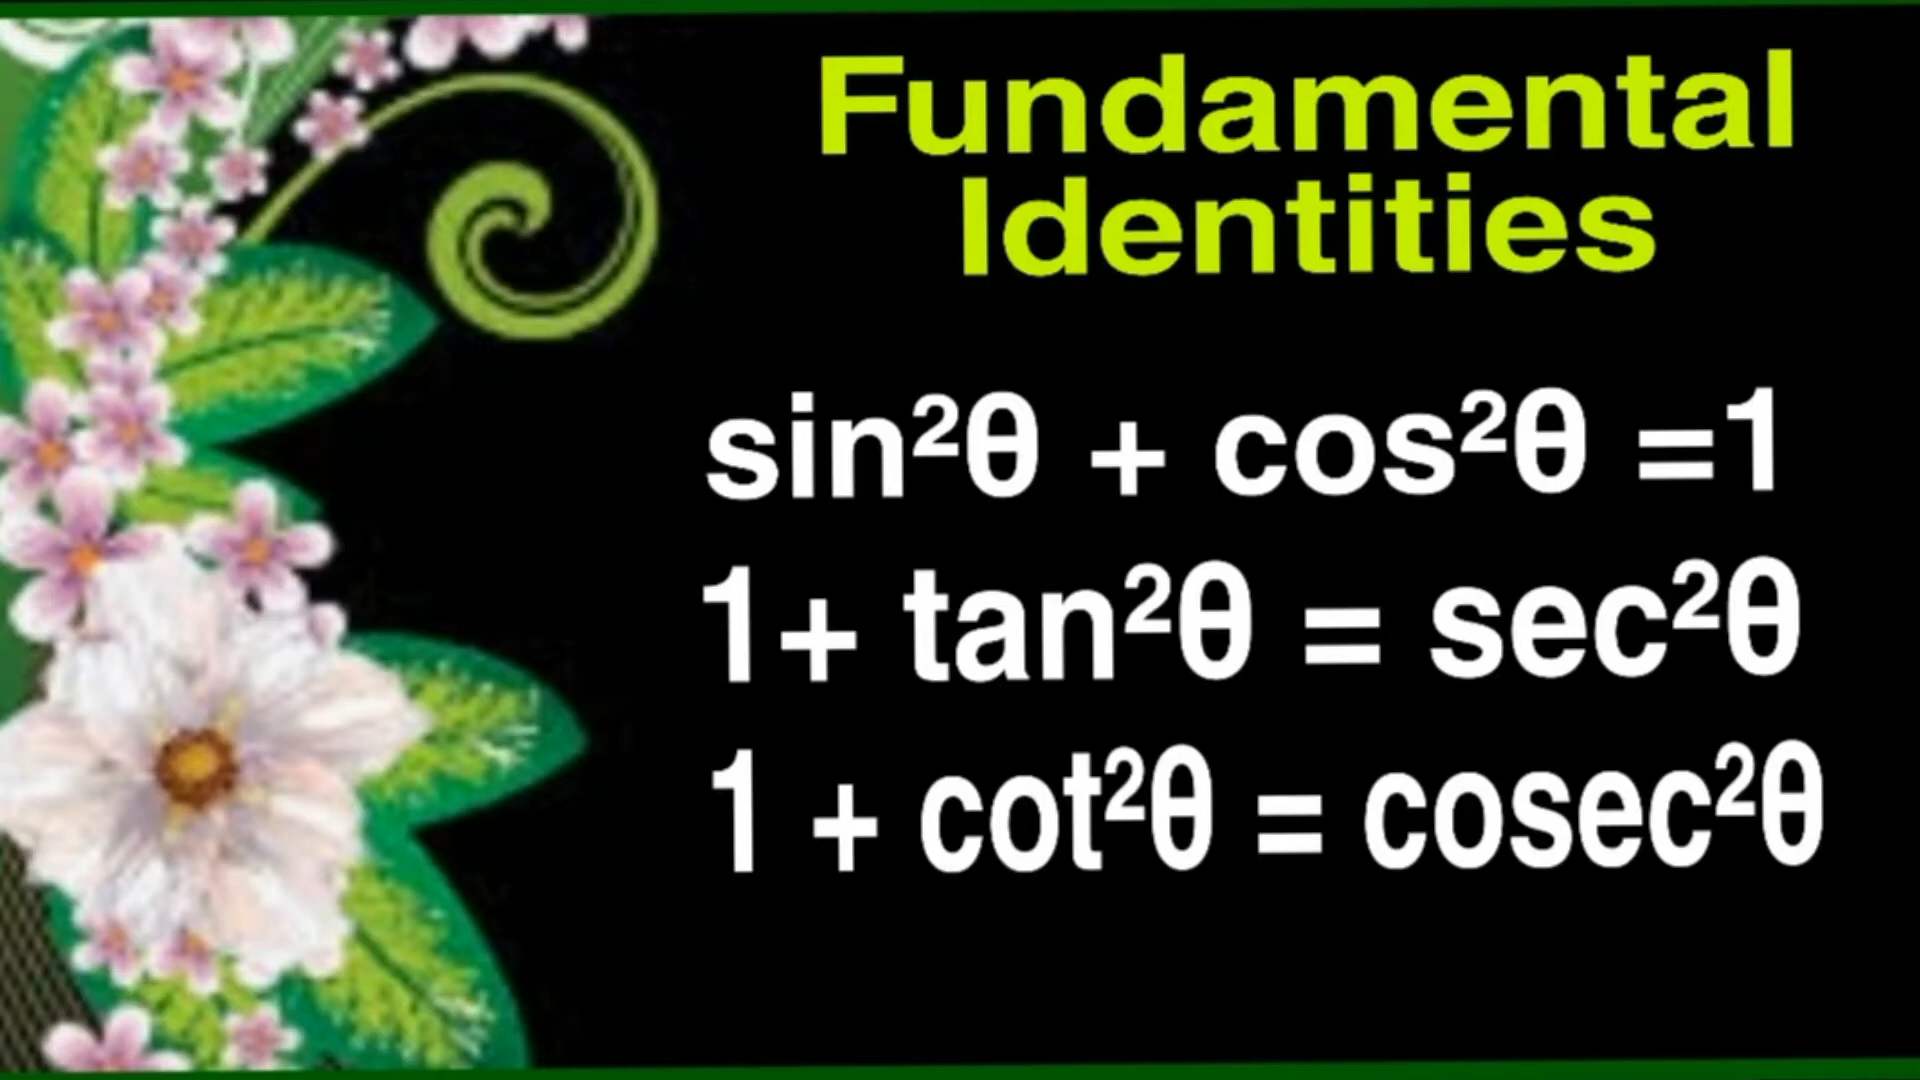 Fundamental
Identities
sin²θ + cos²θ =1
1+ tan²θ = sec²θ
1 + cot²θ = cosec²θ